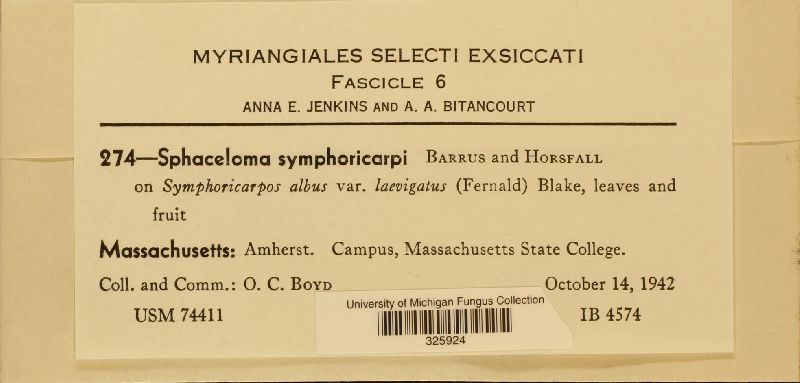 MYRIANGIALES SELECTI EXSICCATI
FASCICLE 6
ANNA E. JENKINS AND A. A. BITANCOURT
274—Sphaceloma symphoricarpi BARRUS and HORSFALL
on Symphoricarpos albus var. laevigatus (Fernald) Blake, leaves and
fruit
Massachusetts: Amherst. Campus, Massachusetts State College.
Coll. and Comm.: O. C. BOYD October 14, 1942
USM 74411 IB 4574
University of Michigan Fungus Collection
325924